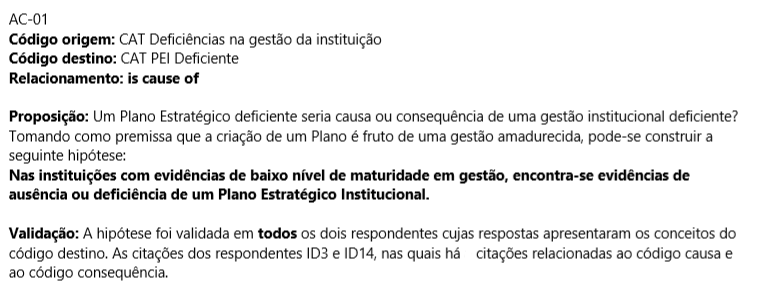 AC-01
Código origem: CAT Deficiências na gestão da instituição
Código destino: CAT PEI Deficiente
Relacionamento: is cause of
Proposição: Um Plano Estratégico deficiente seria causa ou consequência de uma gestão institucional deficiente?
Tomando como premissa que a criação de um Plano é fruto de uma gestão amadurecida, pode-se construir a
seguinte hipótese:
Nas instituições com evidências de baixo nível de maturidade em gestão, encontra-se evidências de
ausência ou deficiência de um Plano Estratégico Institucional.
Validação: A hipótese foi validada em todos os dois respondentes cujas respostas apresentaram os conceitos do
código destino. As citações dos respondentes ID3 e ID14, nas quais há citações relacionadas ao código causa e
ao código consequência.